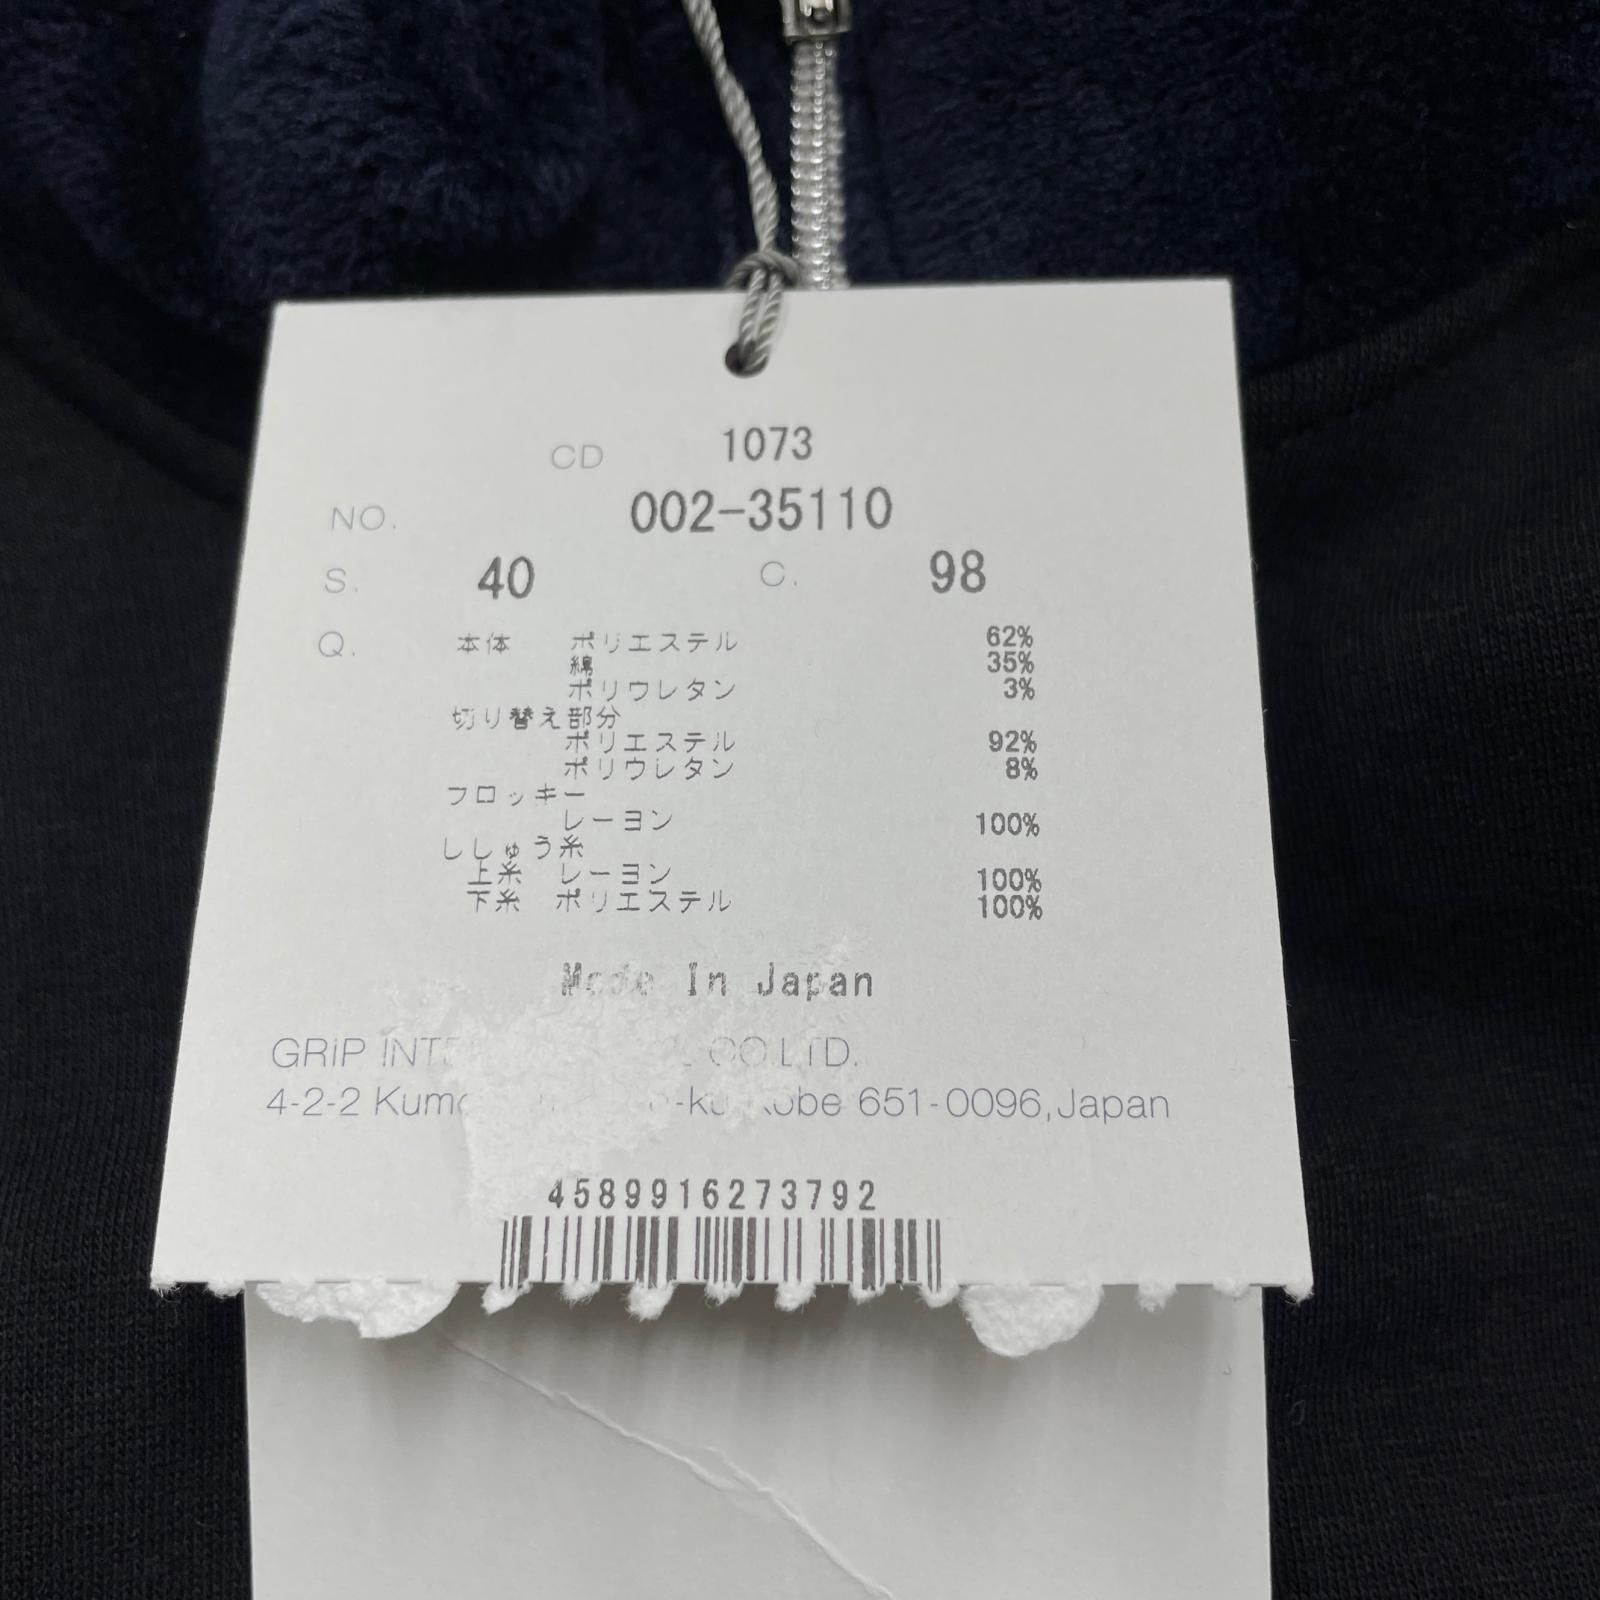 CD 1073
NO. 002-35110
S. 40 C. 98
Q. 本体 ポリエステル 62%
綿 35%
ポリウレタン 3%
切り替え部分
ポリエステル 92%
ポリウレタン 8%
フロッキー
レーヨン 100%
ししゅう糸
上糸 レーヨン 100%
下糸 ポリエステル 100%
Made In Japan
GRiP CO.LTD.
4-2-2 Kobe 651-0096,Japan
4589916273792